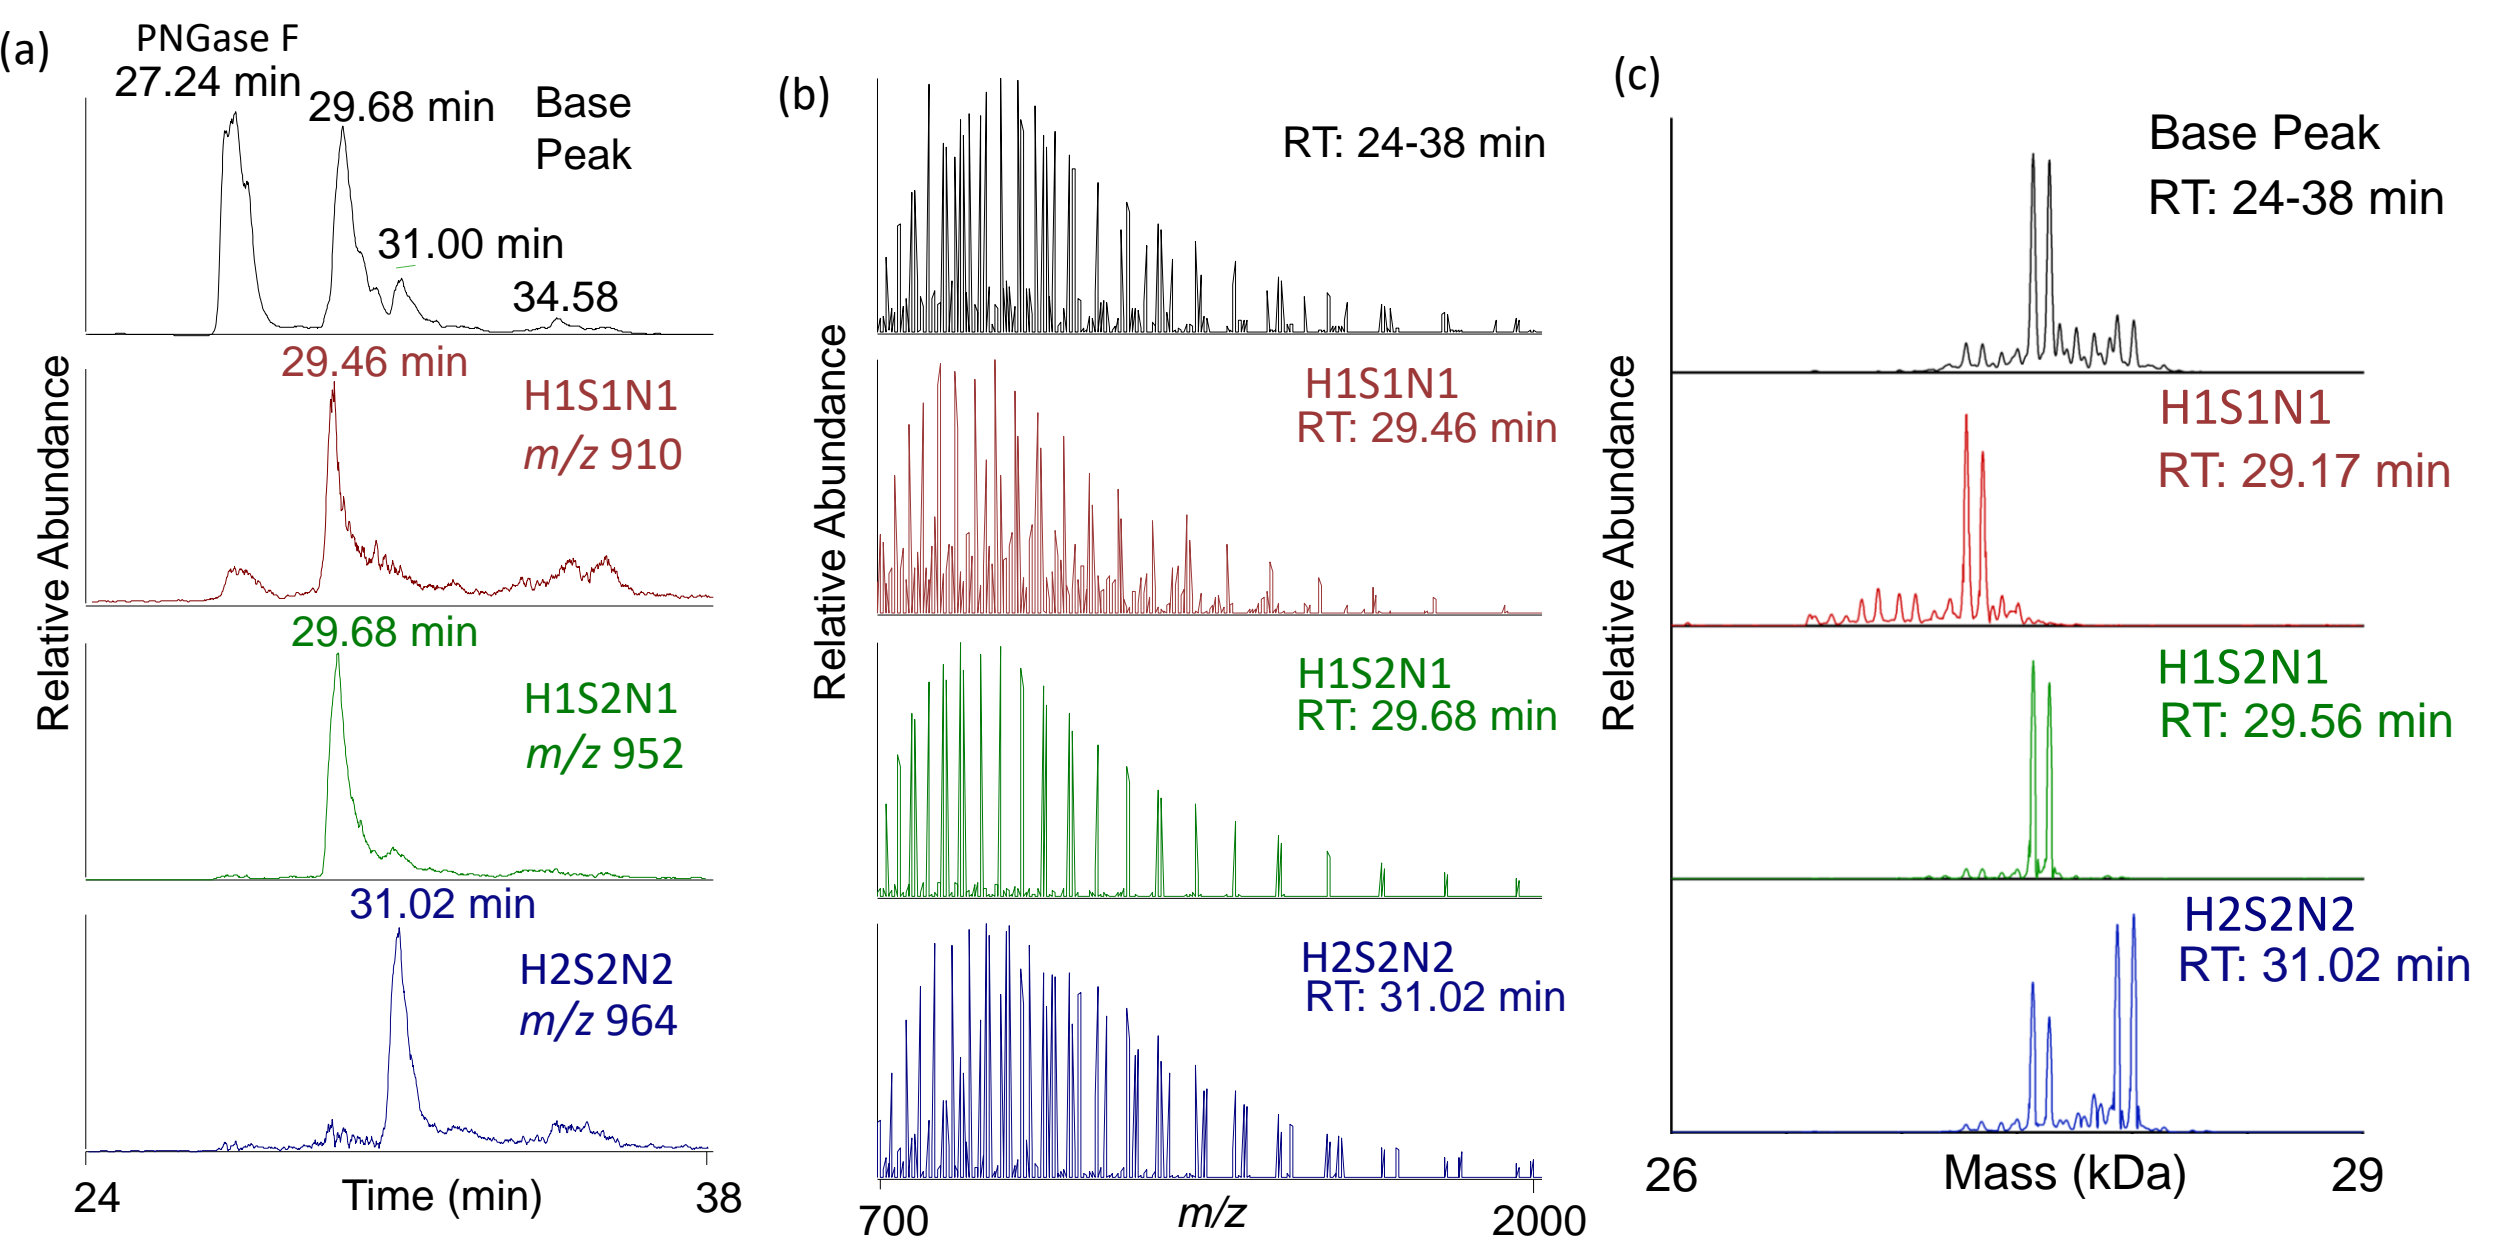 (a)
PNGase F
27.24 min
29.68 min
Base
Peak
31.00 min
34.58
29.46 min
H1S1N1
m/z 910
29.68 min
H1S2N1
m/z 952
31.02 min
H2S2N2
m/z 964
Relative Abundance
24
Time (min)
38
(b)
RT: 24-38 min
H1S1N1
RT: 29.46 min
H1S2N1
RT: 29.68 min
H2S2N2
RT: 31.02 min
Relative Abundance
700
m/z
2000
(c)
Base Peak
RT: 24-38 min
H1S1N1
RT: 29.17 min
H1S2N1
RT: 29.56 min
H2S2N2
RT: 31.02 min
Relative Abundance
26
Mass (kDa)
29